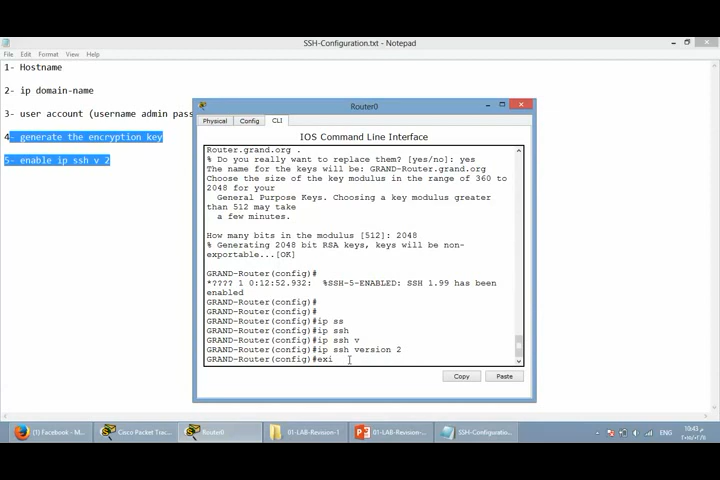 SSH-Configuration.txt - Notepad
File Edit Format View Help
1- Hostname
2- ip domain-name
3- user account (username admin pass
4- generate the encryption key
5- enable ip ssh v 2
Router0
Physical Config CLI
IOS Command Line Interface
Router.grand.org .
% Do you really want to replace them? [yes/no]: yes
The name for the keys will be: GRAND-Router.grand.org
Choose the size of the key modulus in the range of 360 to
2048 for your
General Purpose Keys. Choosing a key modulus greater
than 512 may take
a few minutes.
How many bits in the modulus [512]: 2048
% Generating 2048 bit RSA keys, keys will be non-
exportable...[OK]
GRAND-Router(config)#
*???? 1 0:12:52.932: %SSH-5-ENABLED: SSH 1.99 has been
enabled
GRAND-Router(config)#
GRAND-Router(config)#
GRAND-Router(config)#ip ss
GRAND-Router(config)#ip ssh
GRAND-Router(config)#ip ssh v
GRAND-Router(config)#ip ssh version 2
GRAND-Router(config)#exi
Copy Paste
(1) Facebook - M... Cisco Packet Trac... Router0 01-LAB-Revision-1 01-LAB-Revision-... SSH-Configuratio... ENG
10:43 م